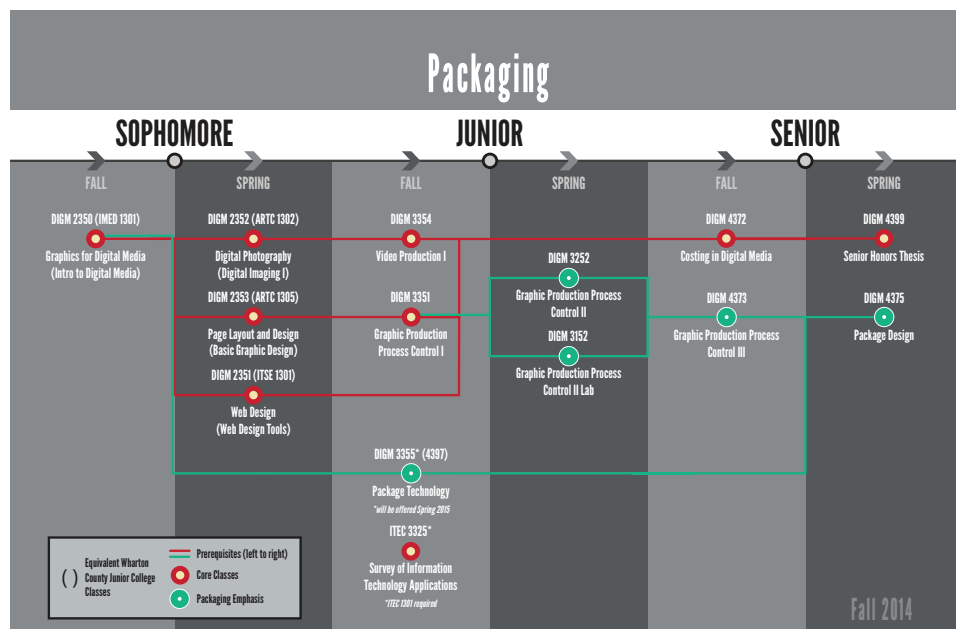 Packaging
SOPHOMORE
JUNIOR
SENIOR
FALL
SPRING
FALL
SPRING
FALL
SPRING
DIGM 2350 (IMED 1301)
Graphics for Digital Media
(Intro to Digital Media)
DIGM 2352 (ARTC 1302)
Digital Photography
(Digital Imaging I)
DIGM 2353 (ARTC 1305)
Page Layout and Design
(Basic Graphic Design)
DIGM 2351 (ITSE 1301)
Web Design
(Web Design Tools)
DIGM 3354
Video Production I
DIGM 3351
Graphic Production
Process Control I
DIGM 3355* (4397)
Package Technology
*will be offered Spring 2015
ITEC 3325*
Survey of Information
Technology Applications
*ITEC 1301 required
DIGM 3252
Graphic Production Process
Control II
DIGM 3152
Graphic Production Process
Control II Lab
DIGM 4372
Costing in Digital Media
DIGM 4373
Graphic Production Process
Control III
DIGM 4399
Senior Honors Thesis
DIGM 4375
Package Design
( )
Equivalent Wharton
County Junior College
Classes
Prerequisites (left to right)
Core Classes
Packaging Emphasis
Fall 2014